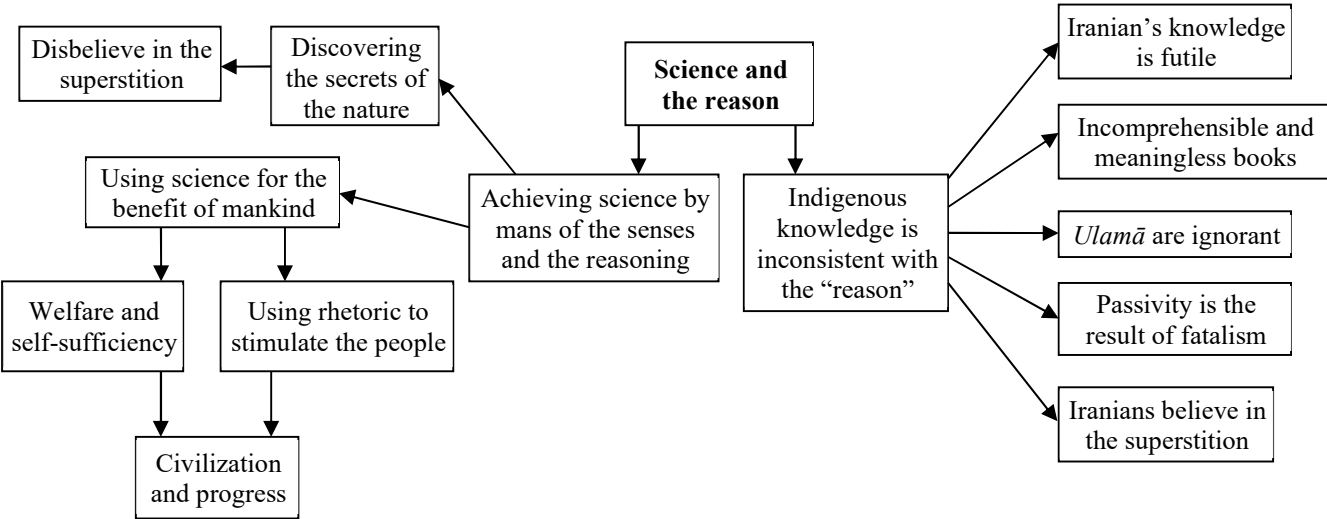 Science and
the reason
Disbelieve in the
superstition
Discovering
the secrets of
the nature
Using science for the
benefit of mankind
Achieving science by
mans of the senses
and the reasoning
Welfare and
self-sufficiency
Using rhetoric to
stimulate the people
Civilization
and progress
Indigenous
knowledge is
inconsistent with
the “reason”
Iranian’s knowledge
is futile
Incomprehensible and
meaningless books
Ulamā are ignorant
Passivity is the
result of fatalism
Iranians believe in
the superstition